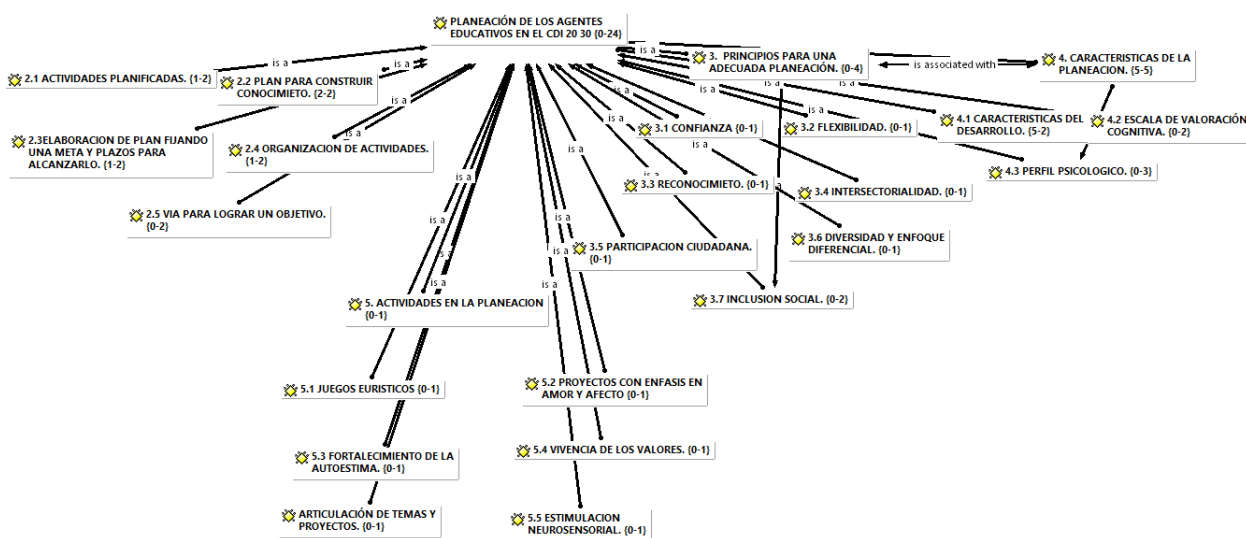 PLANEACIÓN DE LOS AGENTES
EDUCATIVOS EN EL CDI 20 30 {0-24}
is a
3. PRINCIPIOS PARA UNA
ADECUADA PLANEACIÓN. {0-4}
is associated with
4. CARACTERISTICAS DE LA
PLANEACION. {5-5}
is a
2.1 ACTIVIDADES PLANIFICADAS. {1-2}
is a
2.2 PLAN PARA CONSTRUIR
CONOCIMIETO. {2-2}
is a
is a
is a
is a
2.3ELABORACION DE PLAN FIJANDO
UNA META Y PLAZOS PARA
ALCANZARLO. {1-2}
is a
2.4 ORGANIZACION DE ACTIVIDADES.
{1-2}
3.1 CONFIANZA {0-1}
is a
3.2 FLEXIBILIDAD. {0-1}
4.1 CARACTERISTICAS DEL
DESARROLLO. {5-2}
4.2 ESCALA DE VALORACIÓN
COGNITIVA. {0-2}
is a
4.3 PERFIL PSICOLOGICO. {0-3}
is a
3.3 RECONOCIMIETO. {0-1}
a
3.4 INTERSECTORIALIDAD. {0-1}
is a
2.5 VIA PARA LOGRAR UN OBJETIVO.
{0-2}
is a
is a
3.6 DIVERSIDAD Y ENFOQUE
DIFERENCIAL. {0-1}
is a
is a
3.5 PARTICIPACION CIUDADANA.
{0-1}
is a
is a
5. ACTIVIDADES EN LA PLANEACION
{0-1}
3.7 INCLUSION SOCIAL. {0-2}
5.1 JUEGOS EURISTICOS {0-1}
5.2 PROYECTOS CON ENFASIS EN
AMOR Y AFECTO {0-1}
5.3 FORTALECIMIENTO DE LA
AUTOESTIMA. {0-1}
5.4 VIVENCIA DE LOS VALORES. {0-1}
ARTICULACIÓN DE TEMAS Y
PROYECTOS. {0-1}
5.5 ESTIMULACION
NEUROSENSORIAL. {0-1}